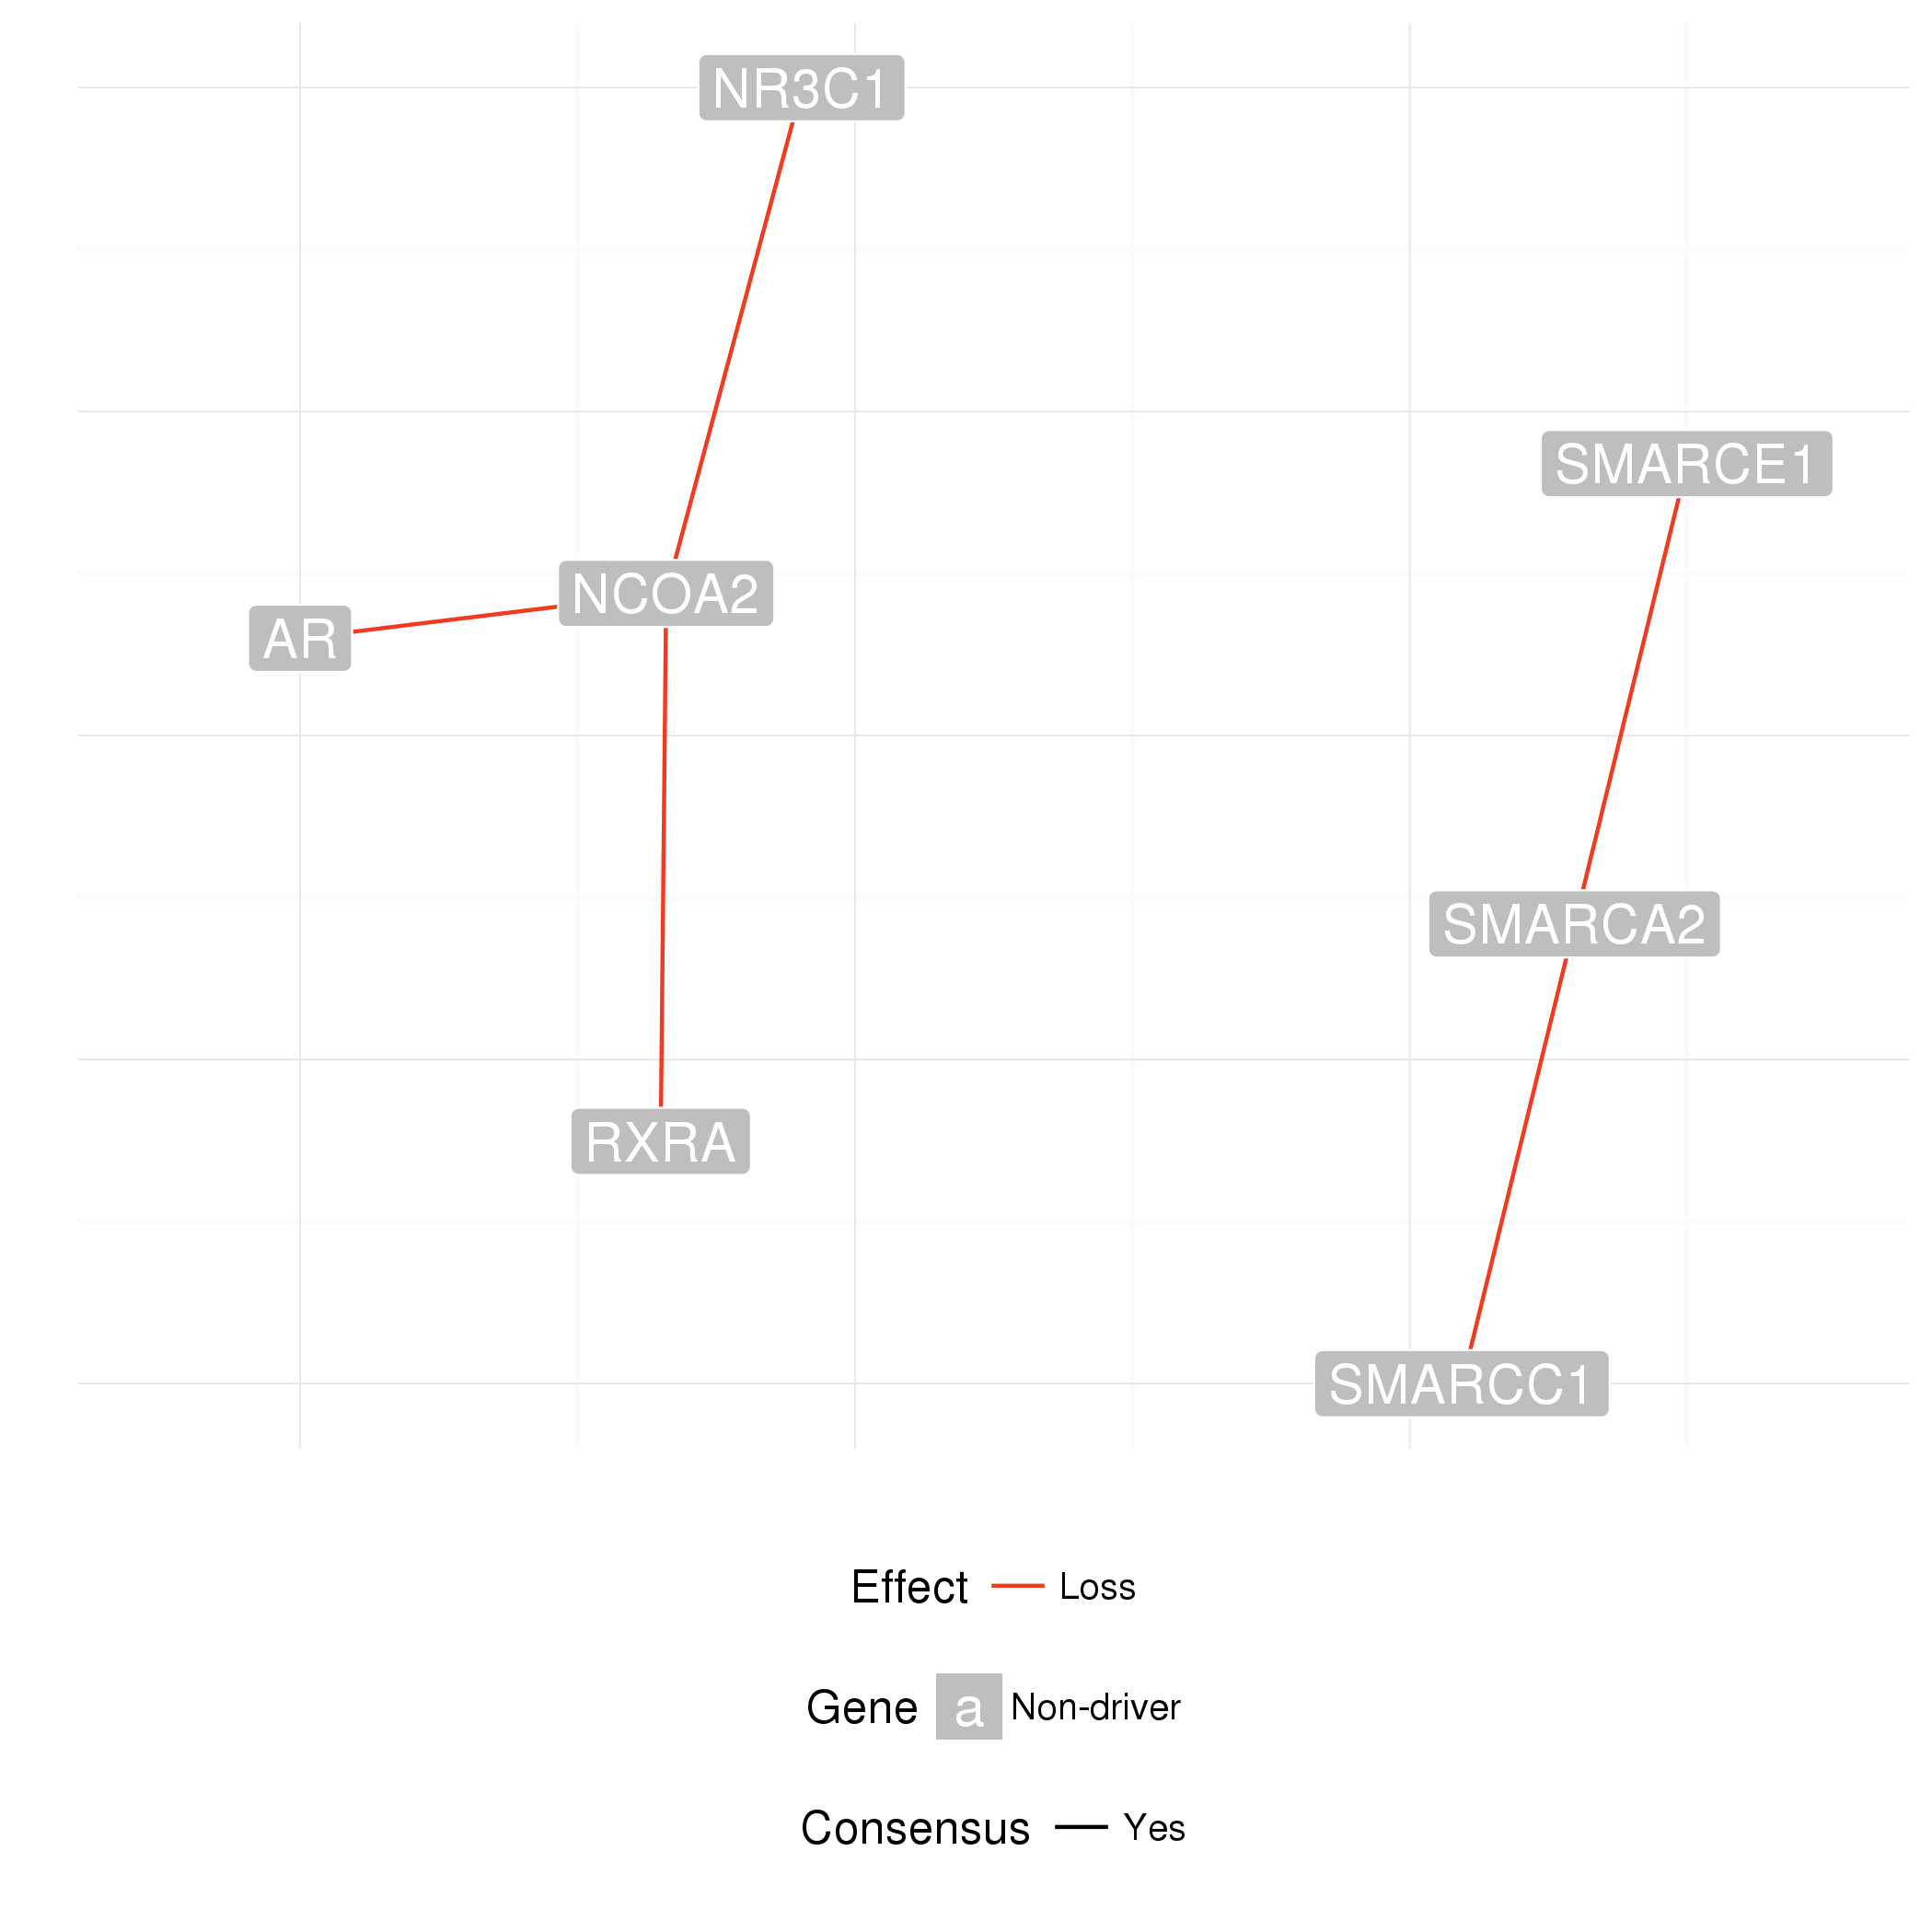 NR3C1
SMARCE1
NCOA2
AR
SMARCA2
RXRA
SMARCC1
Effect Loss
Gene a Non-driver
Consensus Yes